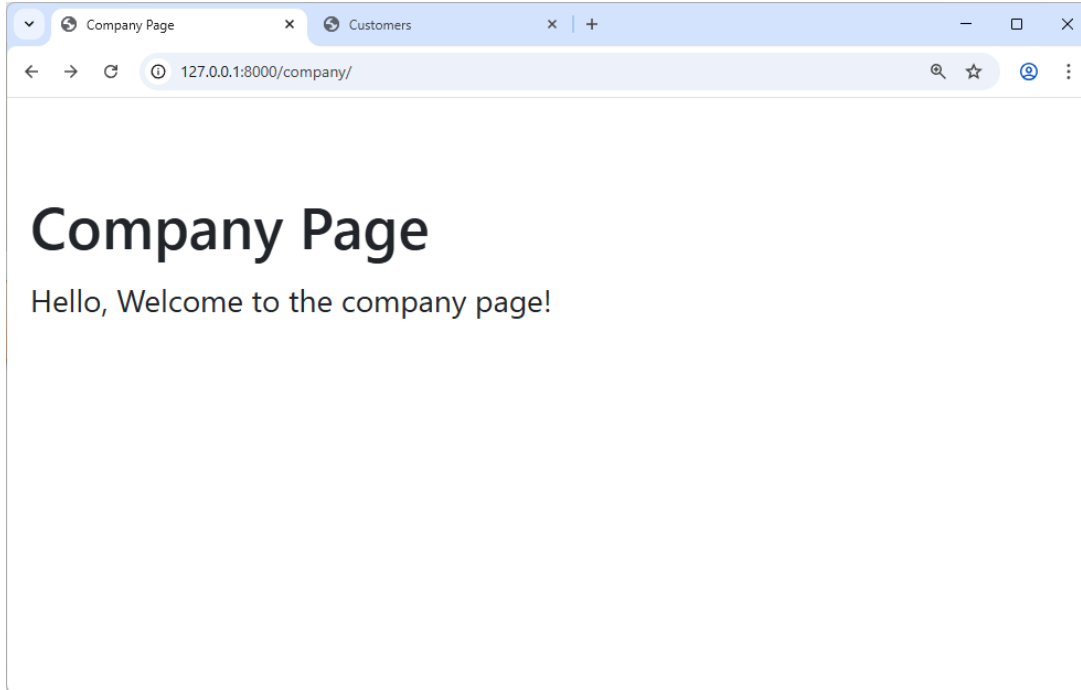 Company Page
Customers
127.0.0.1:8000/company/
Company Page
Hello, Welcome to the company page!